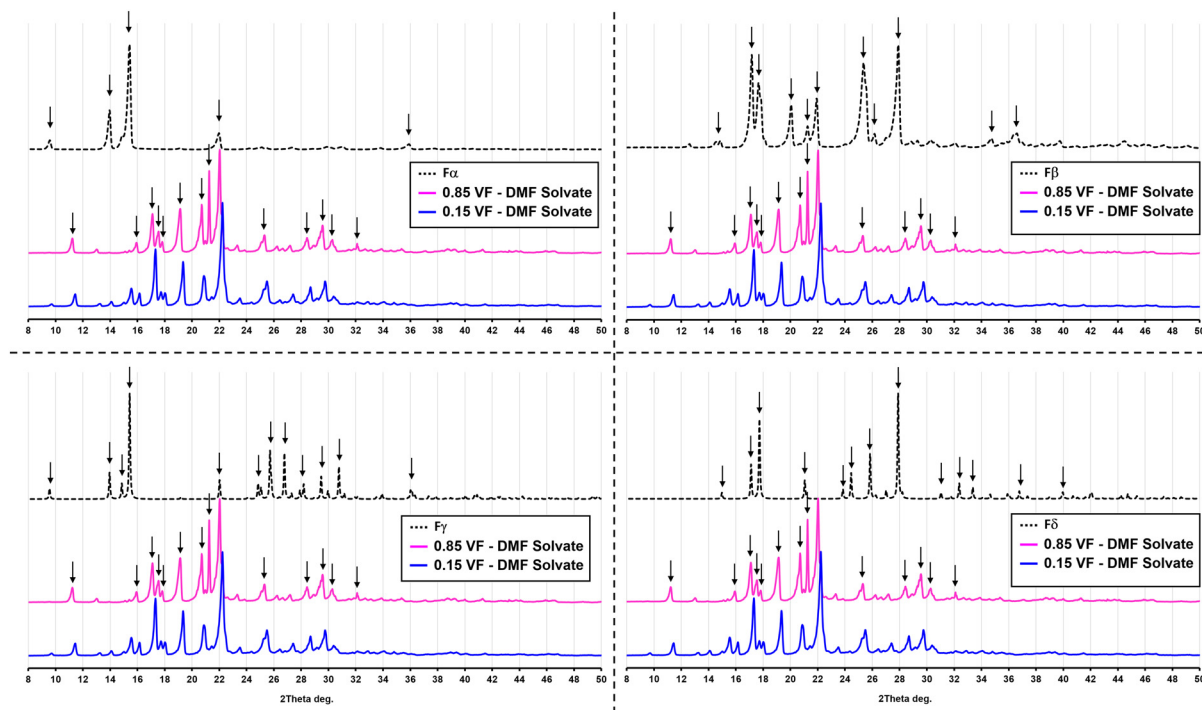 Fα
0.85 VF - DMF Solvate
0.15 VF - DMF Solvate
8 10 12 14 16 18 20 22 24 26 28 30 32 34 36 38 40 42 44 46 48 50
Fβ
0.85 VF - DMF Solvate
0.15 VF - DMF Solvate
8 10 12 14 16 18 20 22 24 26 28 30 32 34 36 38 40 42 44 46 48 50
Fγ
0.85 VF - DMF Solvate
0.15 VF - DMF Solvate
8 10 12 14 16 18 20 22 24 26 28 30 32 34 36 38 40 42 44 46 48 50
2Theta deg.
Fδ
0.85 VF - DMF Solvate
0.15 VF - DMF Solvate
8 10 12 14 16 18 20 22 24 26 28 30 32 34 36 38 40 42 44 46 48 50
2Theta deg.